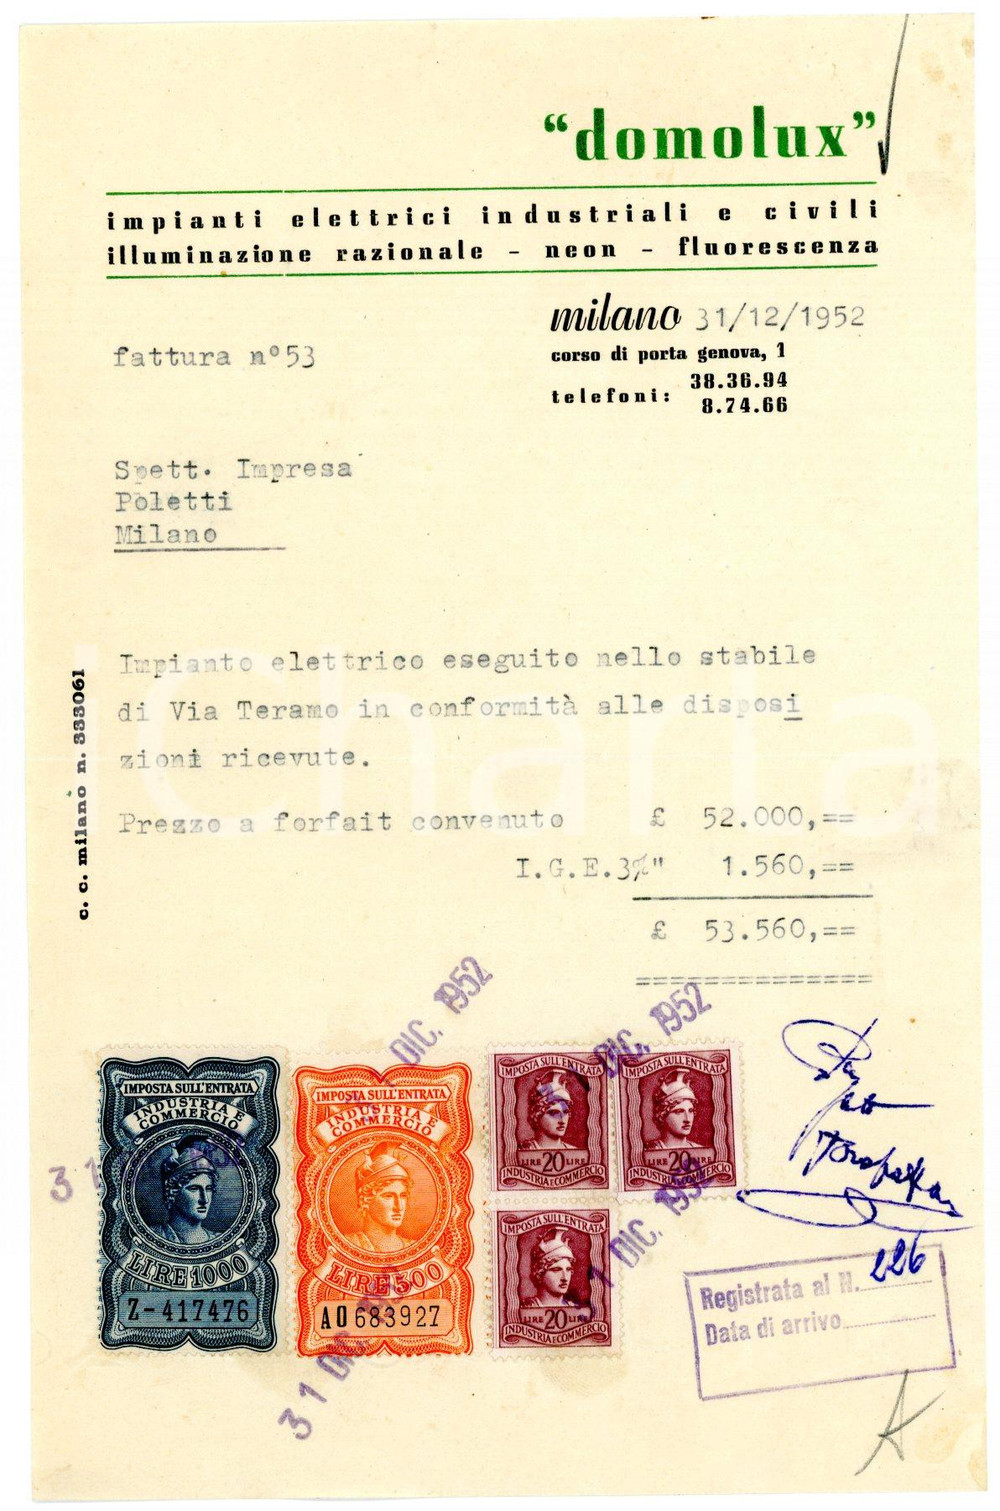 "domolux"
impianti elettrici industriali e civili
illuminazione razionale - neon - fluorescenza
milano 31/12/1952
corso di porta genova, 1
telefoni: 38.36.94
8.74.66
fattura n°53
Spett. Impresa
Poletti
Milano
c. c. milano n. 333061
Impianto elettrico eseguito nello stabile
di Via Teramo in conformità alle disposi
zioni ricevute.
Prezzo a forfait convenuto £ 52.000,==
I.G.E.3%" 1.560,==
£ 53.560,==
31 DIC. 1952
DIC. 1952
IMPOSTA SULL'ENTRATA
INDUSTRIA E
COMMERCIO
LIRE 1000
Z-417476
IMPOSTA SULL'ENTRATA
INDUSTRIA E
COMMERCIO
LIRE 500
AO 683927
IMPOSTA SULL'ENTRATA
LIRE 20 LIRE
INDUSTRIA E COMMERCIO
IMPOSTA SULL'ENTRATA
LIRE 20 LIRE
INDUSTRIA E COMMERCIO
IMPOSTA SULL'ENTRATA
LIRE 20 LIRE
INDUSTRIA E COMMERCIO
31 DIC
31 DIC. 1952
Registrata al N. 226
Data di arrivo